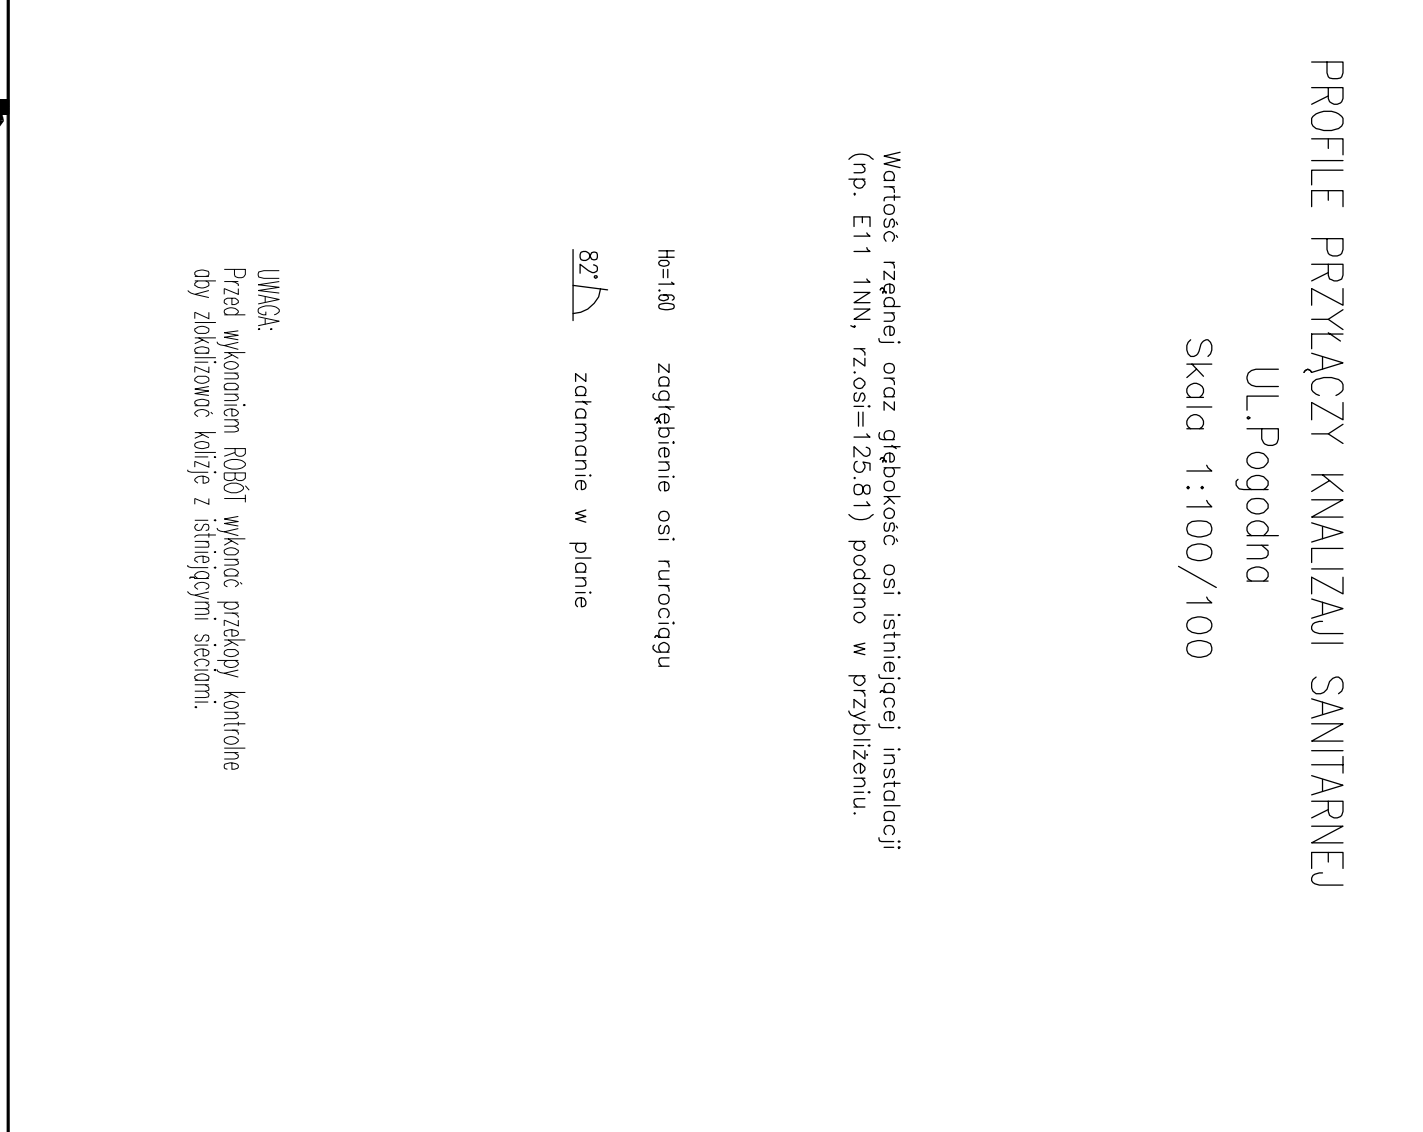 PROFILE PRZYŁĄCZY KNALIZAJI SANITARNEJ
UL.Pogodna
Skala 1:100/100
Wartość rzędnej oraz głębokość osi istniejącej instalacji
(np. E11 1NN, rz.osi=125.81) podano w przybliżeniu.
Ho=1.60 zagłębienie osi rurociągu
82° załamanie w planie
UWAGA:
Przed wykonaniem ROBÓT wykonać przekopy kontrolne
aby zlokalizować kolizje z istniejącymi sieciami.